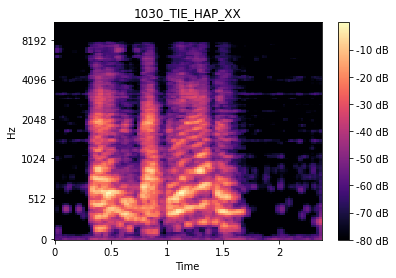 1030_TIE_HAP_XX
8192
4096
2048
1024
512
0
Hz
0
0.5
1
1.5
2
Time
-10 dB
-20 dB
-30 dB
-40 dB
-50 dB
-60 dB
-70 dB
-80 dB